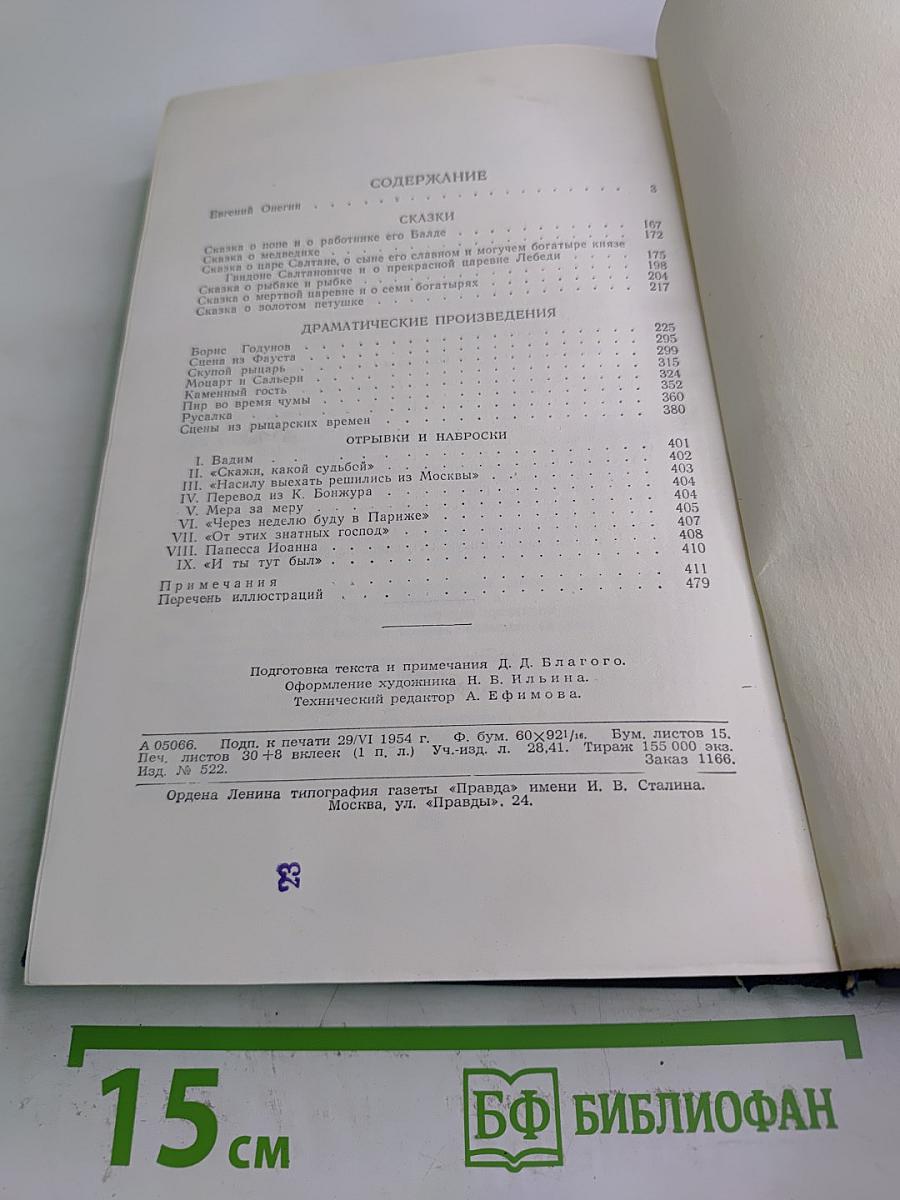 СОДЕРЖАНИЕ
Евгений Онегин . . . . . . . . . . . . . . . . . 3
СКАЗКИ
Сказка о попе и о работнике его Балде . . . . . . . . . 167
Сказка о медведихе . . . . . . . . . . . . . . . 172
Сказка о царе Салтане, о сыне его славном и могучем богатыре князе
Гвидоне Салтановиче и о прекрасной царевне Лебеди . . . . 175
Сказка о рыбаке и рыбке . . . . . . . . . . . . . 198
Сказка о мертвой царевне и о семи богатырях . . . . . . . 204
Сказка о золотом петушке . . . . . . . . . . . . . 217
ДРАМАТИЧЕСКИЕ ПРОИЗВЕДЕНИЯ
Борис Годунов . . . . . . . . . . . . . . . . . 225
Сцена из Фауста . . . . . . . . . . . . . . . . 295
Скупой рыцарь . . . . . . . . . . . . . . . . . 299
Моцарт и Сальери . . . . . . . . . . . . . . . . 315
Каменный гость . . . . . . . . . . . . . . . . . 324
Пир во время чумы . . . . . . . . . . . . . . . . 352
Русалка . . . . . . . . . . . . . . . . . . . 360
Сцены из рыцарских времен . . . . . . . . . . . . . 380
ОТРЫВКИ И НАБРОСКИ
I. Вадим . . . . . . . . . . . . . . . . . . 401
II. «Скажи, какой судьбой» . . . . . . . . . . . . 402
III. «Насилу выехать решились из Москвы» . . . . . . . . 403
IV. Перевод из К. Бонжура . . . . . . . . . . . . 404
V. Мера за меру . . . . . . . . . . . . . . . 404
VI. «Через неделю буду в Париже» . . . . . . . . . . 405
VII. «От этих знатных господ» . . . . . . . . . . . 407
VIII. Папесса Иоанна . . . . . . . . . . . . . . 408
IX. «И ты тут был» . . . . . . . . . . . . . . . 410
Примечания . . . . . . . . . . . . . . . . . . 411
Перечень иллюстраций . . . . . . . . . . . . . . . 479
Подготовка текста и примечания Д. Д. Благого.
Оформление художника Н. В. Ильина.
Технический редактор А. Ефимова.
А 05066. Подп. к печати 29/VI 1954 г. Ф. бум. 60×92 1/16. Бум. листов 15.
Печ. листов 30+8 вклеек (1 п. л.) Уч.-изд. л. 28,41. Тираж 155 000 экз.
Изд. № 522. Заказ 1166.
Ордена Ленина типография газеты «Правда» имени И. В. Сталина.
Москва, ул. «Правды». 24.
23
15 см
БФ БИБЛИОФАН